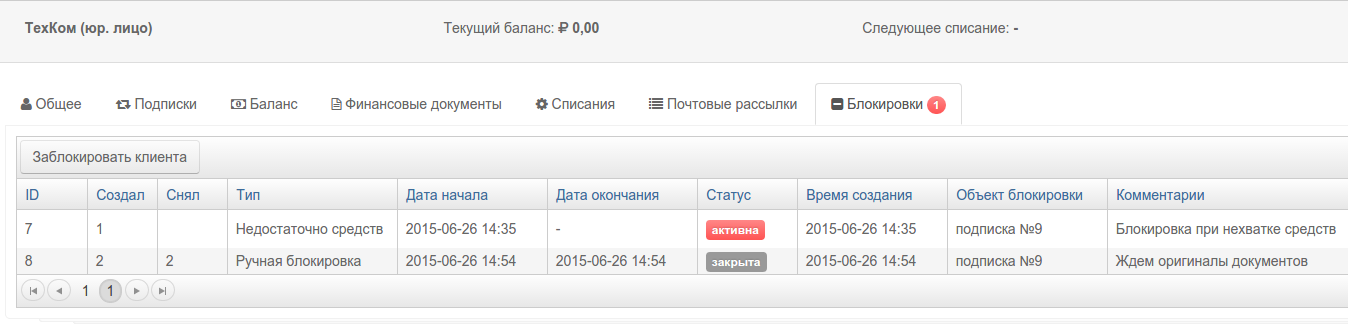 ТехКом (юр. лицо) Текущий баланс: ₽ 0,00 Следующее списание: -
Общее Подписки Баланс Финансовые документы Списания Почтовые рассылки Блокировки 1
Заблокировать клиента
ID Создал Снял Тип Дата начала Дата окончания Статус Время создания Объект блокировки Комментарии
7 1 Недостаточно средств 2015-06-26 14:35 - активна 2015-06-26 14:35 подписка №9 Блокировка при нехватке средств
8 2 2 Ручная блокировка 2015-06-26 14:54 2015-06-26 14:54 закрыта 2015-06-26 14:54 подписка №9 Ждем оригиналы документов
1 1